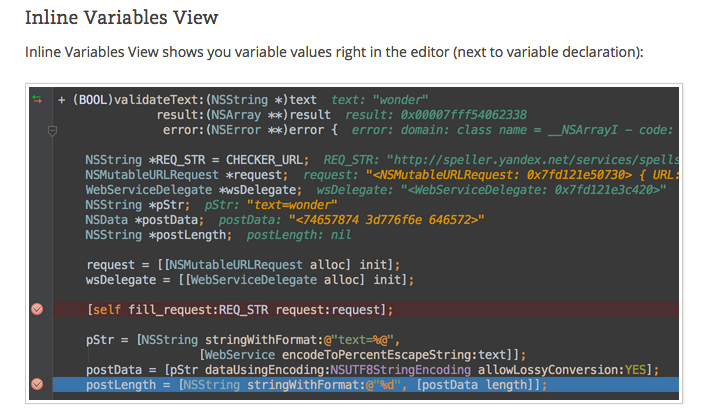 Inline Variables View
Inline Variables View shows you variable values right in the editor (next to variable declaration):
+ (BOOL)validateText:(NSString *)text  text: "wonder"
result:(NSArray **)result  result: 0x00007fff54062338
error:(NSError **)error {  error: domain: class name = __NSArrayI - code:
NSString *REQ_STR = CHECKER_URL;  REQ_STR: "http://speller.yandex.net/services/spells
NSMutableURLRequest *request;  request: "<NSMutableURLRequest: 0x7fd121e50730> { URL:
WebServiceDelegate *wsDelegate;  wsDelegate: "<WebServiceDelegate: 0x7fd121e3c420>"
NSString *pStr;  pStr: "text=wonder"
NSData *postData;  postData: "<74657874 3d776f6e 646572>"
NSString *postLength;  postLength: nil
request = [[NSMutableURLRequest alloc] init];
wsDelegate = [[WebServiceDelegate alloc] init];
[self fill_request:REQ_STR request:request];
pStr = [NSString stringWithFormat:@"text=%@",
[WebService encodeToPercentEscapeString:text]];
postData = [pStr dataUsingEncoding:NSUTF8StringEncoding allowLossyConversion:YES];
postLength = [NSString stringWithFormat:@"%d", [postData length]];